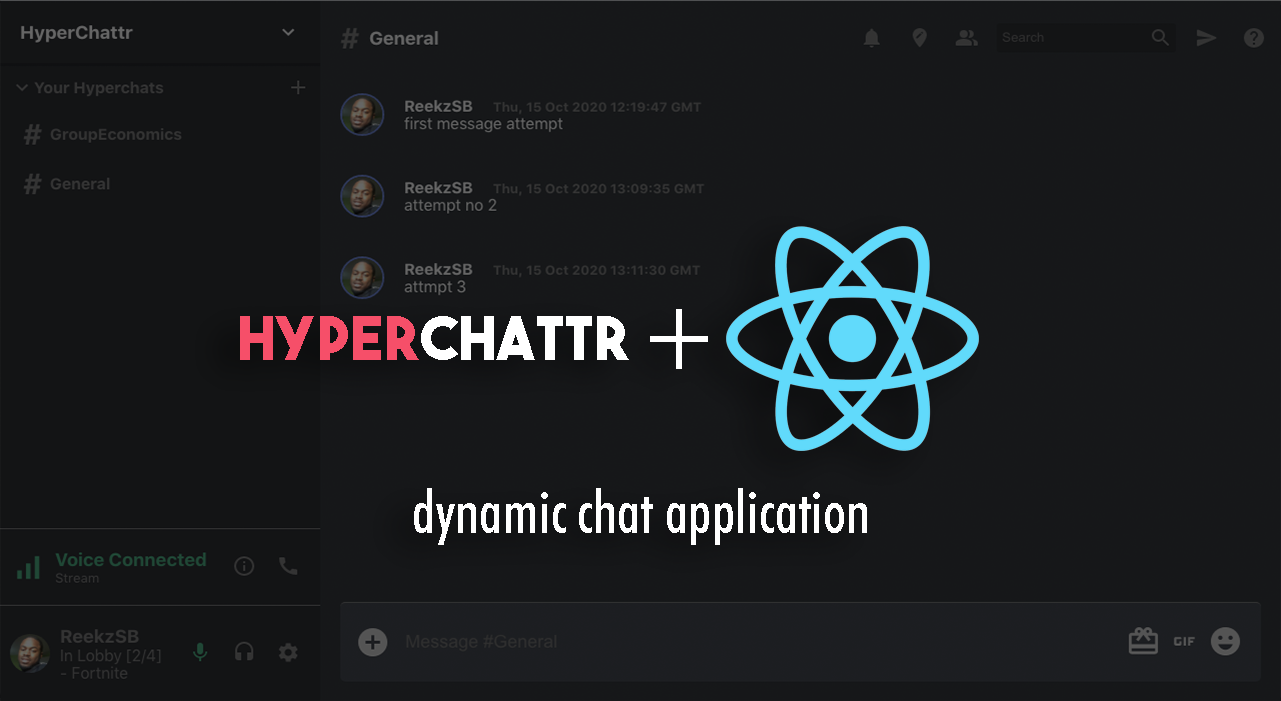 HyperChattr
Your Hyperchats
# GroupEconomics
# General
# General
Search
ReekzSB Thu, 15 Oct 2020 12:19:47 GMT
first message attempt
ReekzSB Thu, 15 Oct 2020 13:09:35 GMT
attempt no 2
ReekzSB Thu, 15 Oct 2020 13:11:30 GMT
attmpt 3
HYPERCHATTR +
dynamic chat application
Voice Connected
Stream
ReekzSB
In Lobby [2/4]
- Fortnite
Message #General
GIF